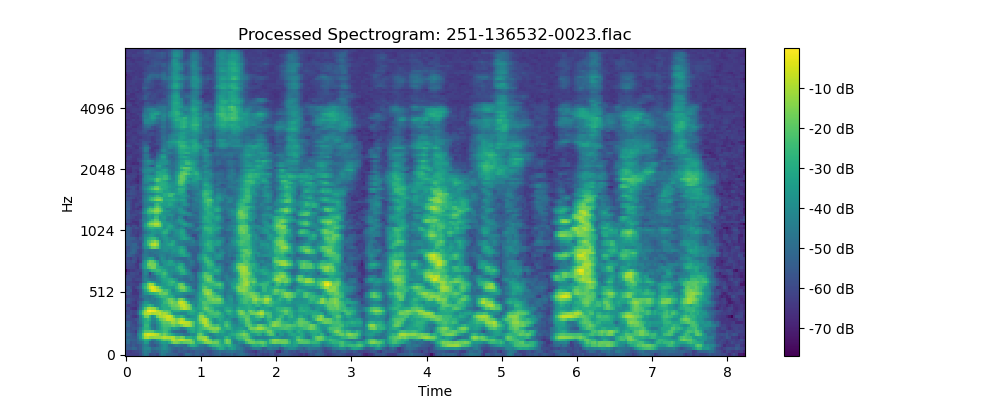 Processed Spectrogram: 251-136532-0023.flac
Hz
4096
2048
1024
512
0
0 1 2 3 4 5 6 7 8
Time
-10 dB
-20 dB
-30 dB
-40 dB
-50 dB
-60 dB
-70 dB